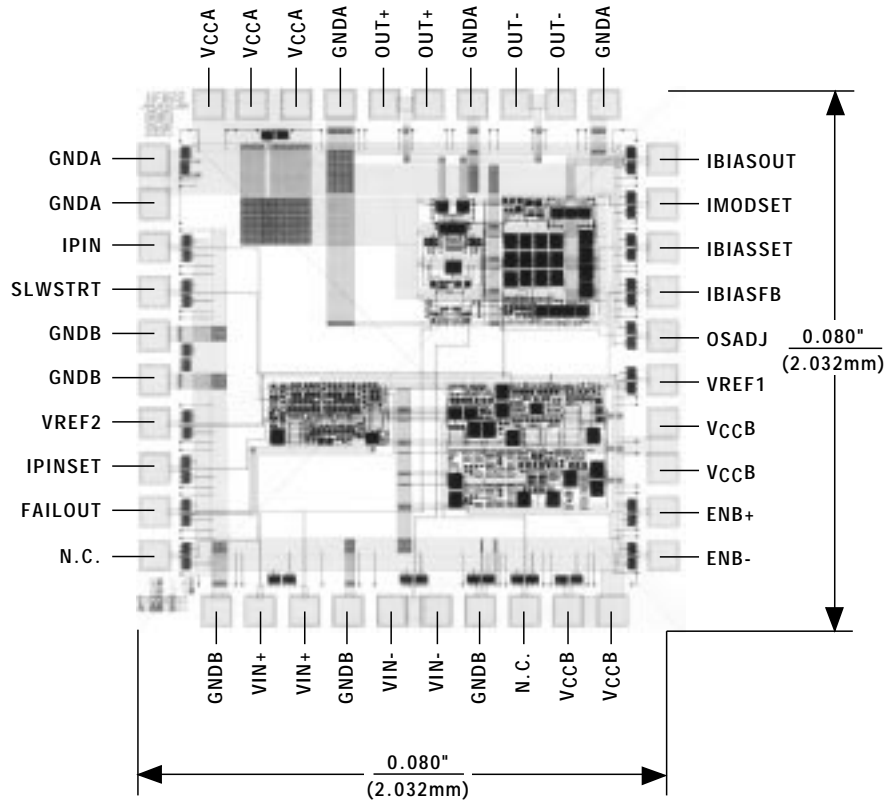 VCCA
VCCA
VCCA
GNDA
OUT+
OUT+
GNDA
OUT-
OUT-
GNDA
GNDA
GNDA
IPIN
SLWSTRT
GNDB
GNDB
VREF2
IPINSET
FAILOUT
N.C.
IBIASOUT
IMODSET
IBIASSET
IBIASFB
OSADJ
VREF1
VCCB
VCCB
ENB+
ENB-
0.080"
(2.032mm)
GNDB
VIN+
VIN+
GNDB
VIN-
VIN-
GNDB
N.C.
VCCB
VCCB
0.080"
(2.032mm)